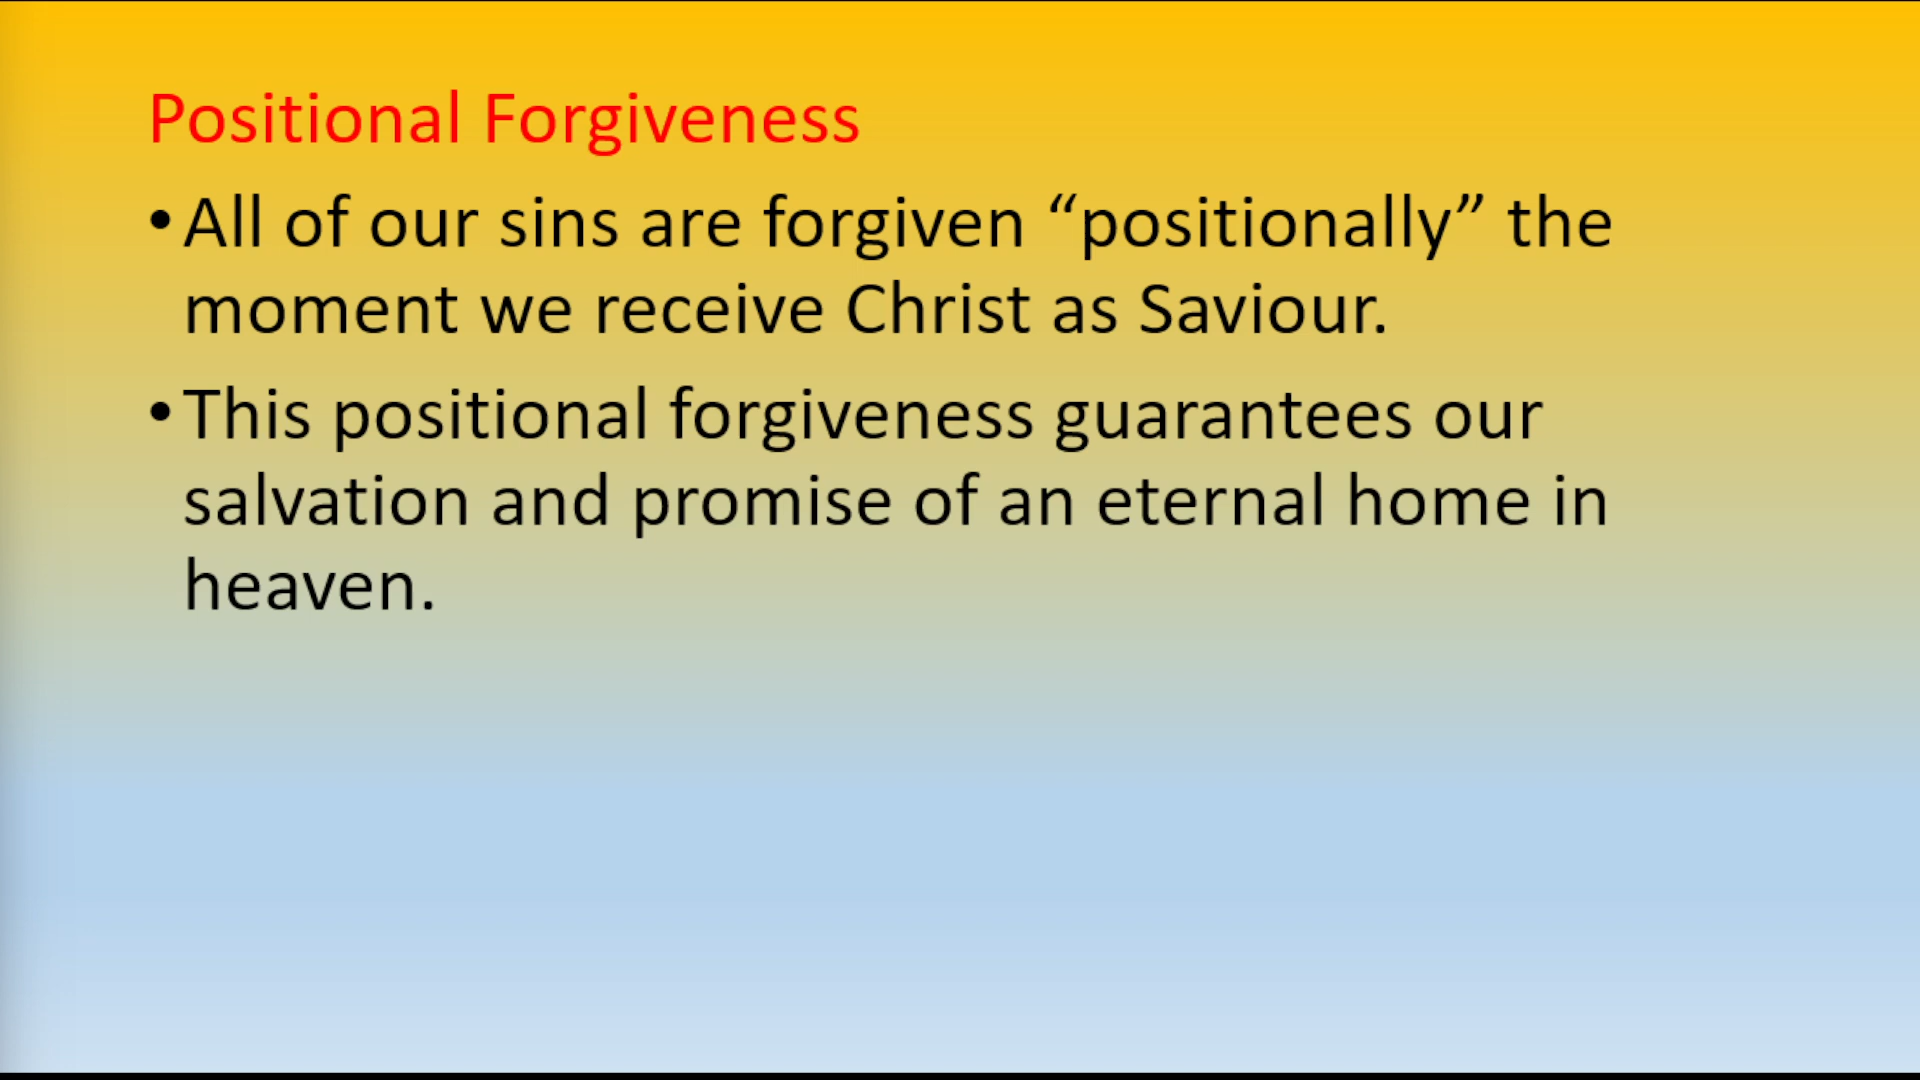 Positional Forgiveness
•All of our sins are forgiven “positionally” the
moment we receive Christ as Saviour.
•This positional forgiveness guarantees our
salvation and promise of an eternal home in
heaven.